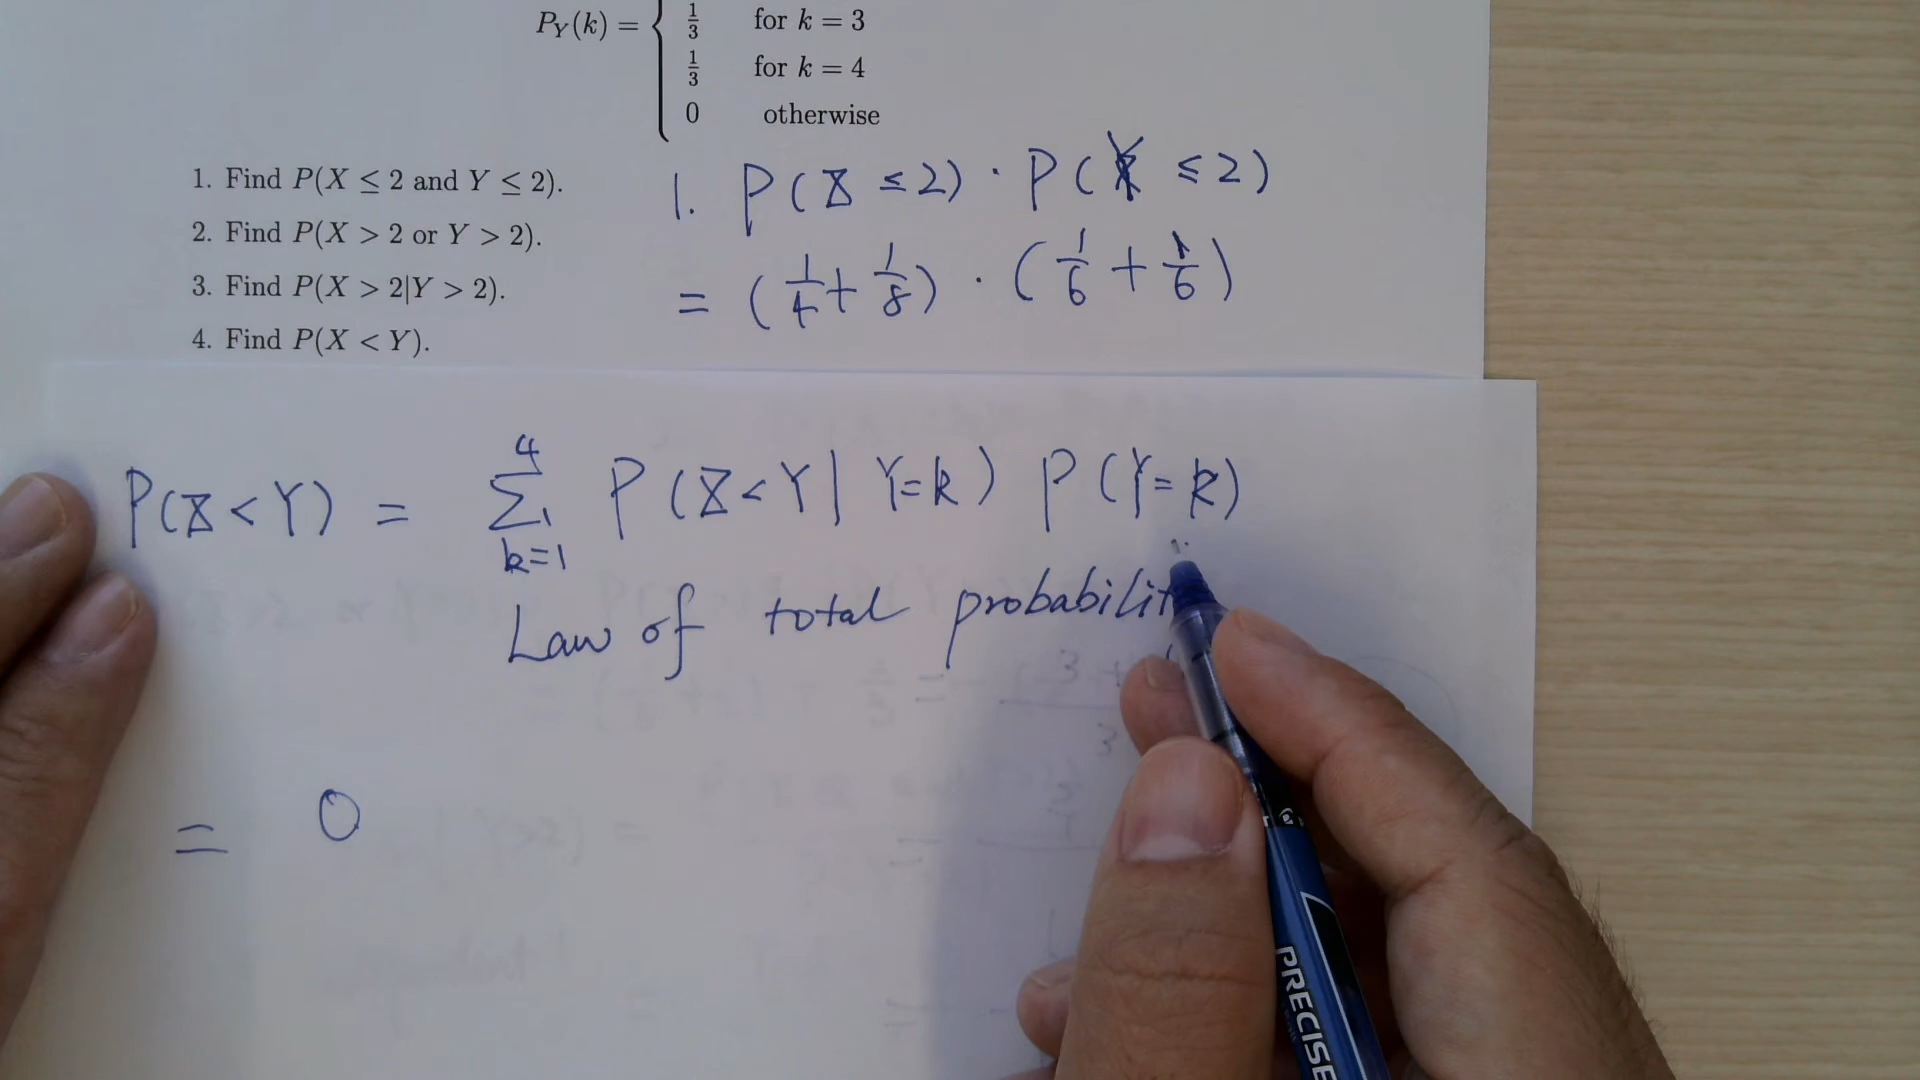 P_Y(k) = { 1/3 for k = 3
1/3 for k = 4
0 otherwise
1. Find P(X ≤ 2 and Y ≤ 2).
2. Find P(X > 2 or Y > 2).
3. Find P(X > 2|Y > 2).
4. Find P(X < Y).
1. P(X ≤ 2) · P(Y ≤ 2)
= (1/4 + 1/8) · (1/6 + 1/6)
P(X < Y) = ∑_{k=1}^{4} P(X < Y | Y = k) P(Y = k)
Law of total
= 0
PRECISE